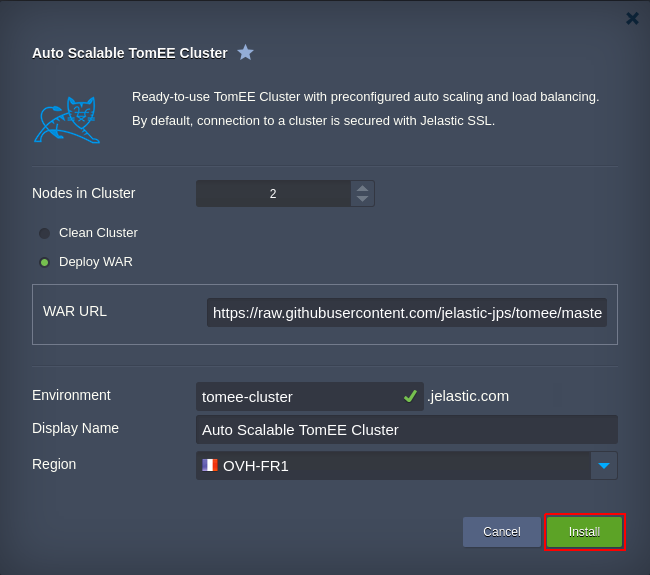 Auto Scalable TomEE Cluster
Ready-to-use TomEE Cluster with preconfigured auto scaling and load balancing.
By default, connection to a cluster is secured with Jelastic SSL.
Nodes in Cluster 2
Clean Cluster
Deploy WAR
WAR URL https://raw.githubusercontent.com/jelastic-jps/tomee/maste
Environment tomee-cluster .jelastic.com
Display Name Auto Scalable TomEE Cluster
Region OVH-FR1
Cancel Install